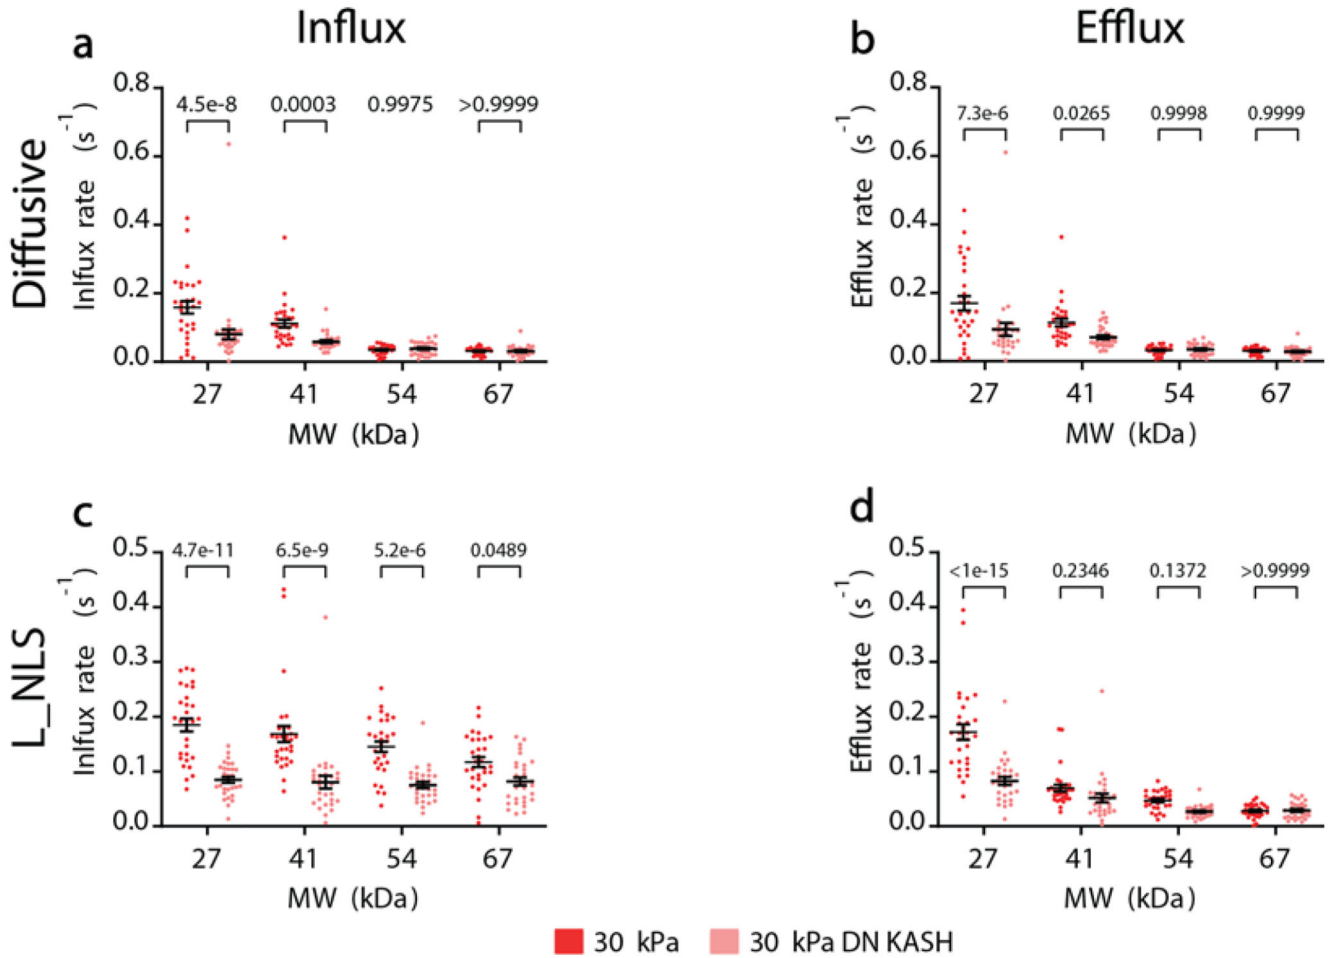 Influx
Efflux
Diffusive
L_NLS
a
Inlfux rate (s⁻¹)
0.8
0.6
0.4
0.2
0.0
4.5e-8 0.0003 0.9975 >0.9999
27 41 54 67
MW (kDa)
b
Efflux rate (s⁻¹)
0.8
0.6
0.4
0.2
0.0
7.3e-6 0.0265 0.9998 0.9999
27 41 54 67
MW (kDa)
c
Inlfux rate (s⁻¹)
0.5
0.4
0.3
0.2
0.1
0.0
4.7e-11 6.5e-9 5.2e-6 0.0489
27 41 54 67
MW (kDa)
d
Efflux rate (s⁻¹)
0.5
0.4
0.3
0.2
0.1
0.0
<1e-15 0.2346 0.1372 >0.9999
27 41 54 67
MW (kDa)
30 kPa 30 kPa DN KASH